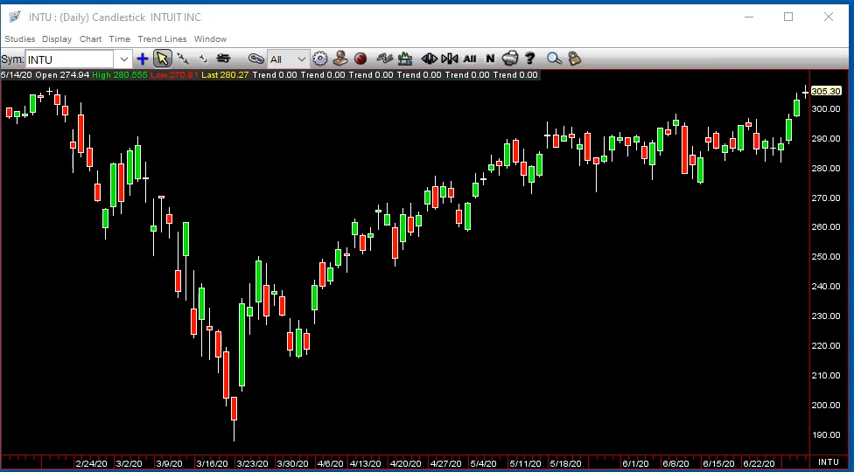 INTU : (Daily) Candlestick INTUIT INC
Studies Display Chart Time Trend Lines Window
Sym: INTU All All N ?
5/14/20 Open 274.94 High 280.555 Low 270.91 Last 280.27 Trend 0.00 Trend 0.00 Trend 0.00 Trend 0.00 Trend 0.00 Trend 0.00
305.30
300.00
290.00
280.00
270.00
260.00
250.00
240.00
230.00
220.00
210.00
200.00
190.00
2/24/20 3/2/20 3/9/20 3/16/20 3/23/20 3/30/20 4/6/20 4/13/20 4/20/20 4/27/20 5/4/20 5/11/20 5/18/20 6/1/20 6/8/20 6/15/20 6/22/20 INTU